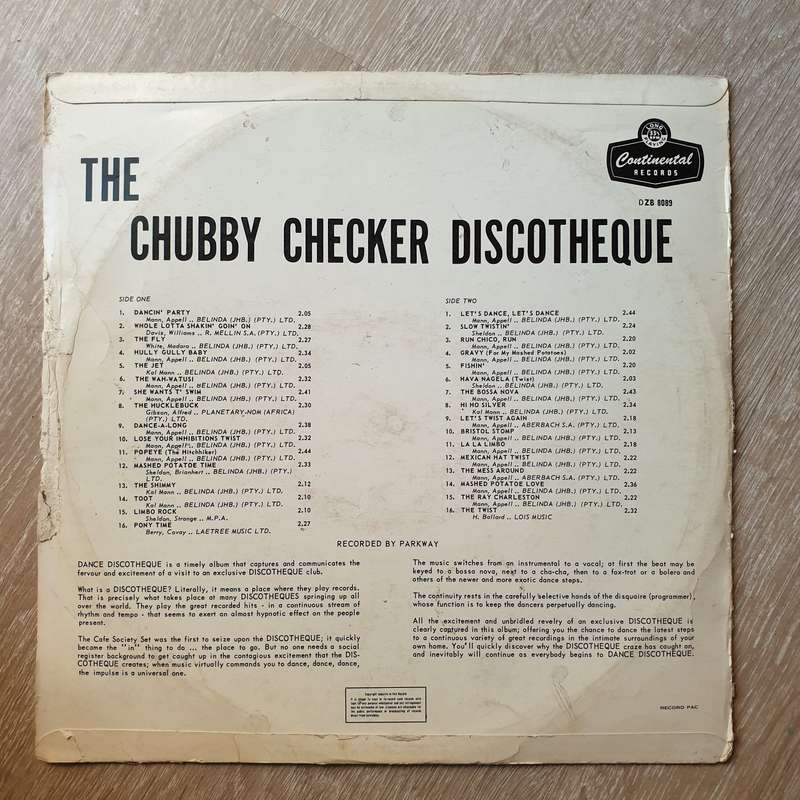 LONG
33⅓
RPM
PLAYING
Continental
RECORDS
DZB 8089
THE
CHUBBY CHECKER DISCOTHEQUE
SIDE ONE
1. DANCIN' PARTY 2.05
Mann, Appell .. BELINDA (JHB.) (PTY.) LTD.
2. WHOLE LOTTA SHAKIN' GOIN' ON 2.28
Davis, Williams .. R. MELLIN S.A. (PTY.) LTD.
3. THE FLY 2.27
White, Madara .. BELINDA (JHB.) (PTY.) LTD.
4. HULLY GULLY BABY 2.34
Mann, Appell .. BELINDA (JHB.) (PTY.) LTD.
5. THE JET 2.05
Kal Mann .. BELINDA (JHB.) (PTY.) LTD.
6. THE WAH-WATUSI 2.32
Mann, Appell .. BELINDA (JHB.) (PTY.) LTD.
7. SHE WANTS T' SWIM 2.41
Mann, Appell .. BELINDA (JHB.) (PTY.) LTD.
8. THE HUCKLEBUCK 2.30
Gibson, Alfred .. PLANETARY-NOM (AFRICA)
(PTY.) LTD.
9. DANCE-A-LONG 2.38
Mann, Appell .. BELINDA (JHB.) (PTY.) LTD.
10. LOSE YOUR INHIBITIONS TWIST 2.32
Mann, Appell .. BELINDA (JHB.) (PTY.) LTD.
11. POPEYE (The Hitchhiker) 2.44
Mann, Appell .. BELINDA (JHB.) (PTY.) LTD.
12. MASHED POTATOE TIME 2.33
Sheldon, Brianhert .. BELINDA (JHB.) (PTY.)
LTD.
13. THE SHIMMY 2.12
Kal Mann .. BELINDA (JHB.) (PTY.) LTD.
14. TOOT 2.10
Kal Mann .. BELINDA (JHB.) (PTY.) LTD.
15. LIMBO ROCK 2.10
Sheldon, Strange .. M.P.A.
16. PONY TIME 2.27
Berry, Covay .. LAETREE MUSIC LTD.
SIDE TWO
1. LET'S DANCE, LET'S DANCE 2.44
Mann, Appell .. BELINDA (JHB.) (PTY.) LTD.
2. SLOW TWISTIN' 2.24
Sheldon .. BELINDA (JHB.) (PTY.) LTD.
3. RUN CHICO, RUN 2.20
Mann, Appell .. BELINDA (JHB.) (PTY.) LTD.
4. GRAVY (For My Mashed Potatoes) 2.02
Mann, Appell .. BELINDA (JHB.) (PTY.) LTD.
5. FISHIN' 2.20
Mann, Appell .. BELINDA (JHB.) (PTY.) LTD.
6. HAVA NAGELA (Twist) 2.03
Sheldon .. BELINDA (JHB.) (PTY.) LTD.
7. THE BOSSA NOVA 2.43
Mann, Appell .. BELINDA (JHB.) (PTY.) LTD.
8. HI HO SILVER 2.34
Kal Mann .. BELINDA (JHB.) (PTY.) LTD.
9. LET'S TWIST AGAIN 2.18
Mann, Appell .. ABERBACH S.A. (PTY.) LTD.
10. BRISTOL STOMP 2.13
Mann, Appell .. BELINDA (JHB.) (PTY.) LTD.
11. LA LA LIMBO 2.18
Mann, Appell .. BELINDA (JHB.) (PTY.) LTD.
12. MEXICAN HAT TWIST 2.22
Mann, Appell .. BELINDA (JHB.) (PTY.) LTD.
13. THE MESS AROUND 2.22
Mann, Appell .. ABERBACH S.A. (PTY.) LTD.
14. MASHED POTATOE LOVE 2.36
Mann, Appell .. BELINDA (JHB.) (PTY.) LTD.
15. THE RAY CHARLESTON 2.22
Mann, Appell .. BELINDA (JHB.) (PTY.) LTD.
16. THE TWIST 2.32
H. Ballard .. LOIS MUSIC
RECORDED BY PARKWAY
DANCE DISCOTHEQUE is a timely album that captures and communicates the
fervour and excitement of a visit to an exclusive DISCOTHEQUE club.
What is a DISCOTHEQUE? Literally, it means a place where they play records.
That is precisely what takes place at many DISCOTHEQUES springing up all
over the world. They play the great recorded hits - in a continuous stream of
rhythm and tempo - that seems to exert an almost hypnotic effect on the people
present.
The Cafe Society Set was the first to seize upon the DISCOTHEQUE; it quickly
became the "in" thing to do ... the place to go. But no one needs a social
register background to get caught up in the contagious excitement that the DIS-
COTHEQUE creates; when music virtually commands you to dance, dance, dance,
the impulse is a universal one.
The music switches from an instrumental to a vocal; at first the beat may be
keyed to a bossa nova, next to a cha-cha, then to a fox-trot or a bolero and
others of the newer and more exotic dance steps.
The continuity rests in the carefully selective hands of the disquaire (programmer),
whose function is to keep the dancers perpetually dancing.
All the excitement and unbridled revelry of an exclusive DISCOTHEQUE is
clearly captured in this album; offering you the chance to dance the latest steps
to a continuous variety of great recordings in the intimate surroundings of your
own home. You'll quickly discover why the DISCOTHEQUE craze has caught on,
and inevitably will continue as everybody begins to DANCE DISCOTHEQUE.
RECORD PAC